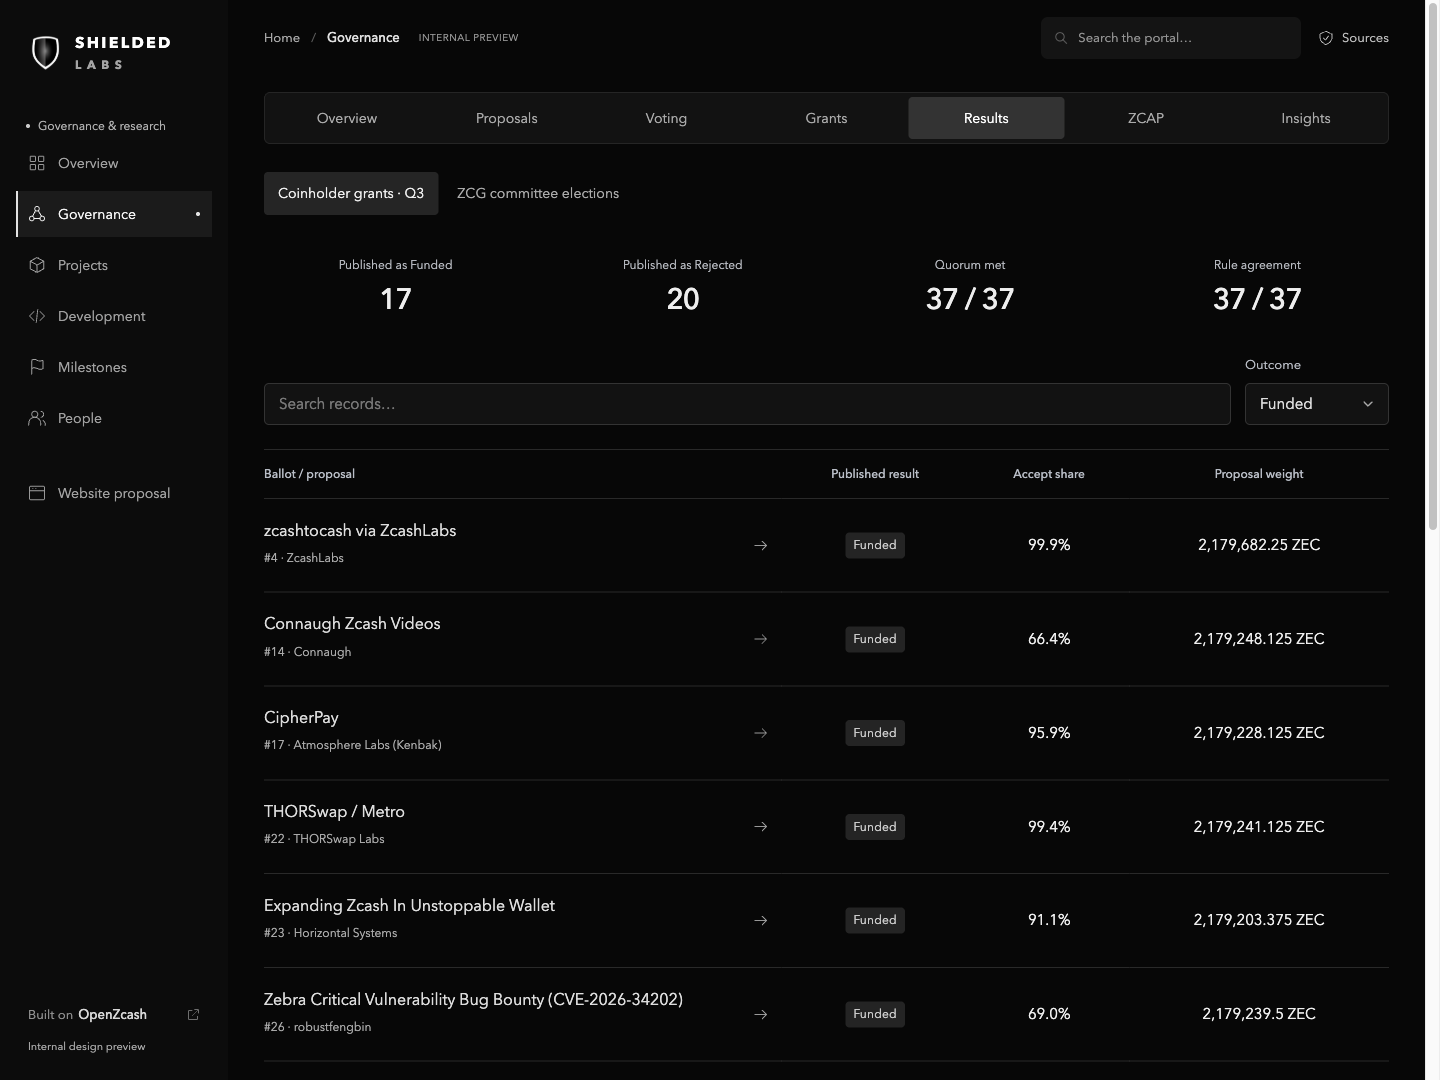 SHIELDED
LABS
Governance & research
Overview
Governance
Projects
Development
Milestones
People
Website proposal
Built on OpenZcash
Internal design preview
Home / Governance INTERNAL PREVIEW
Search the portal...
Sources
Overview Proposals Voting Grants Results ZCAP Insights
Coinholder grants · Q3 ZCG committee elections
Published as Funded Published as Rejected Quorum met Rule agreement
17 20 37 / 37 37 / 37
Outcome
Search records... Funded
Ballot / proposal Published result Accept share Proposal weight
zcashtocash via ZcashLabs
#4 · ZcashLabs
→ Funded 99.9% 2,179,682.25 ZEC
Connaugh Zcash Videos
#14 · Connaugh
→ Funded 66.4% 2,179,248.125 ZEC
CipherPay
#17 · Atmosphere Labs (Kenbak)
→ Funded 95.9% 2,179,228.125 ZEC
THORSwap / Metro
#22 · THORSwap Labs
→ Funded 99.4% 2,179,241.125 ZEC
Expanding Zcash In Unstoppable Wallet
#23 · Horizontal Systems
→ Funded 91.1% 2,179,203.375 ZEC
Zebra Critical Vulnerability Bug Bounty (CVE-2026-34202)
#26 · robustfengbin
→ Funded 69.0% 2,179,239.5 ZEC